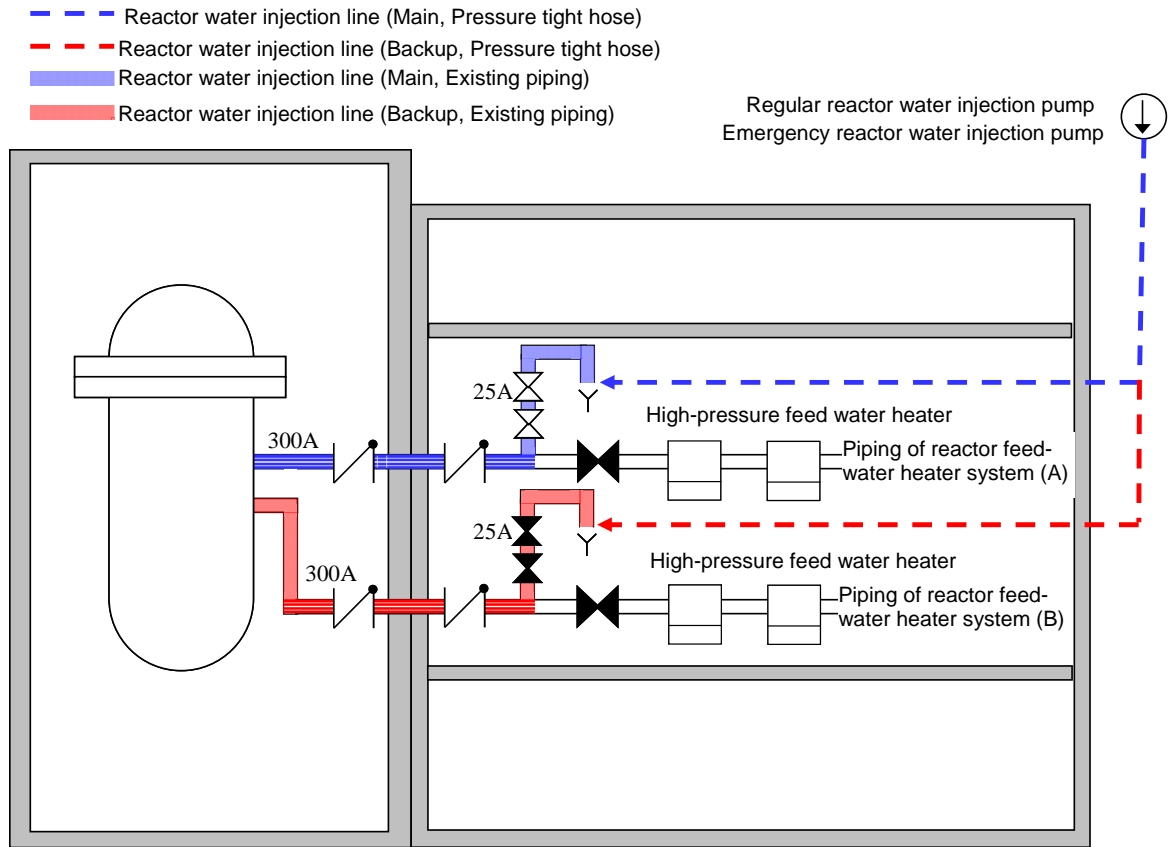 Reactor water injection line (Main, Pressure tight hose)
Reactor water injection line (Backup, Pressure tight hose)
Reactor water injection line (Main, Existing piping)
Reactor water injection line (Backup, Existing piping)
Regular reactor water injection pump
Emergency reactor water injection pump
25A
High-pressure feed water heater
300A
Piping of reactor feed-
water heater system (A)
25A
High-pressure feed water heater
300A
Piping of reactor feed-
water heater system (B)